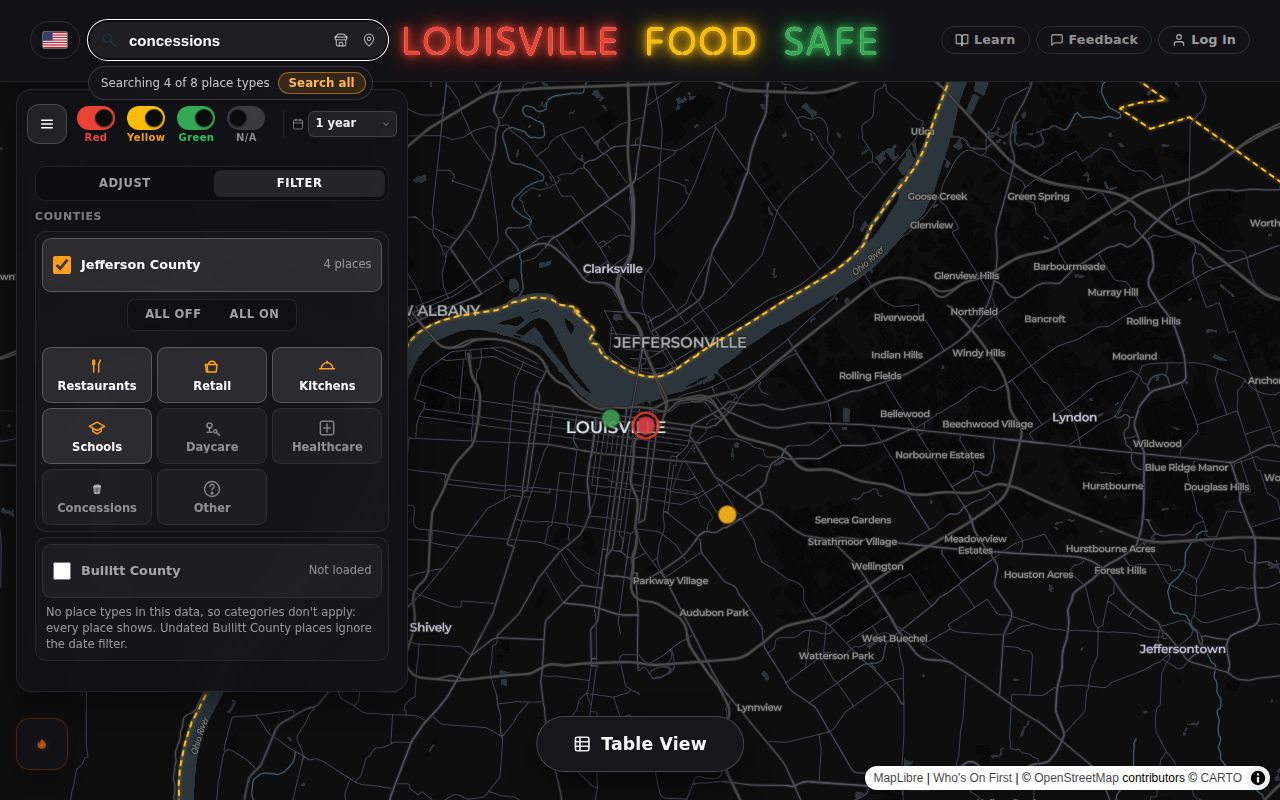 concessions
LOUISVILLE FOOD SAFE
Learn
Feedback
Log In
Searching 4 of 8 place types
Search all
Red
Yellow
Green
N/A
1 year
ADJUST
FILTER
COUNTIES
Jefferson County
4 places
ALL OFF
ALL ON
Restaurants
Retail
Kitchens
Schools
Daycare
Healthcare
Concessions
Other
Bullitt County
Not loaded
No place types in this data, so categories don't apply:
every place shows. Undated Bullitt County places ignore
the date filter.
Utica
Goose Creek
Green Spring
Glenview
Worth
Ohio River
Clarksville
Glenview Hills
Barbourmeade
Murray Hill
ALBANY
Riverwood
Northfield
Bancroft
Rolling Hills
JEFFERSONVILLE
Indian Hills
Windy Hills
Moorland
Rolling Fields
Anchor
LOUISVILLE
Bellewood
Beechwood Village
Lyndon
Wildwood
Norbourne Estates
Blue Ridge Manor
Hurstbourne
Douglass Hills
Seneca Gardens
Strathmoor Village
Meadowview
Estates
Hurstbourne Acres
Wellington
Houston Acres
Forest Hills
Parkway Village
Audubon Park
Shively
West Buechel
Watterson Park
Jeffersontown
Lynnview
Ohio River
Table View
MapLibre | Who's On First | © OpenStreetMap contributors © CARTO